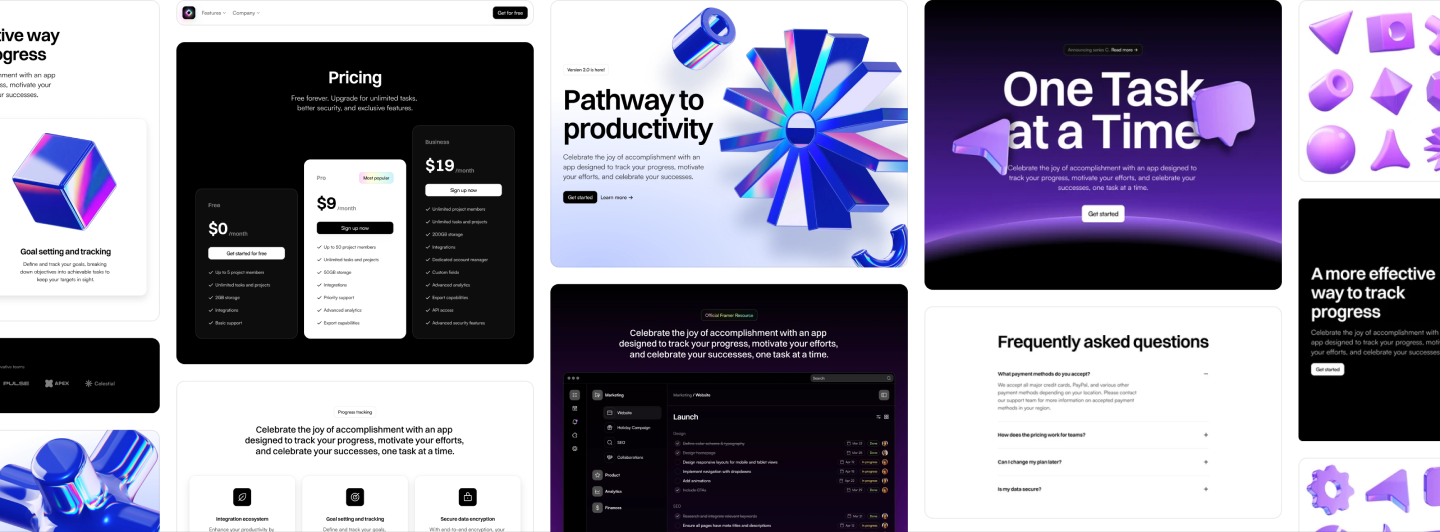 tive way
ogress
nment with an app
ss, motivate your
r successes.
Goal setting and tracking
Define and track your goals, breaking
down objectives into achievable tasks to
keep your targets in sight.
reative teams
PULSE
APEX
Celestial
Features
Company
Get for free
Pricing
Free forever. Upgrade for unlimited tasks,
better security, and exclusive features.
Free
$0 /month
Get started for free
Up to 5 project members
Unlimited tasks and projects
2GB storage
Integrations
Basic support
Pro
Most popular
$9 /month
Sign up now
Up to 50 project members
Unlimited tasks and projects
50GB storage
Integrations
Priority support
Advanced analytics
Export capabilities
Business
$19 /month
Sign up now
Unlimited project members
Unlimited tasks and projects
200GB storage
Integrations
Dedicated account manager
Custom fields
Advanced analytics
Export capabilities
API access
Advanced security features
Progress tracking
Celebrate the joy of accomplishment with an app
designed to track your progress, motivate your efforts,
and celebrate your successes, one task at a time.
Integration ecosystem
Enhance your productivity by
Goal setting and tracking
Define and track your goals,
Secure data encryption
With end-to-end encryption, your
Version 2.0 is here!
Pathway to
productivity
Celebrate the joy of accomplishment with an
app designed to track your progress, motivate
your efforts, and celebrate your successes.
Get started
Learn more →
Official Framer Resource
Celebrate the joy of accomplishment with an app
designed to track your progress, motivate your efforts,
and celebrate your successes, one task at a time.
Search
Marketing
Website
Holiday Campaign
SEO
Collaborations
Product
Analytics
Finances
Marketing / Website
Launch
Design
Define color scheme & typography
Done
Design homepage
Done
Design responsive layouts for mobile and tablet views
In progress
Implement navigation with dropdowns
In progress
Add animations
In progress
Include CTAs
Done
SEO
Research and integrate relevant keywords
Done
Ensure all pages have meta titles and descriptions
In progress
Announcing series C. Read more →
One Task
at a Time
Celebrate the joy of accomplishment with an app designed to
track your progress, motivate your efforts, and celebrate your
successes, one task at a time.
Get started
Frequently asked questions
What payment methods do you accept?
We accept all major credit cards, PayPal, and various other
payment methods depending on your location. Please contact
our support team for more information on accepted payment
methods in your region.
How does the pricing work for teams?
Can I change my plan later?
Is my data secure?
A more effective
way to track
progress
Celebrate the joy of accomplishment with
app designed to track your progress, moti
your efforts, and celebrate your successes
Get started